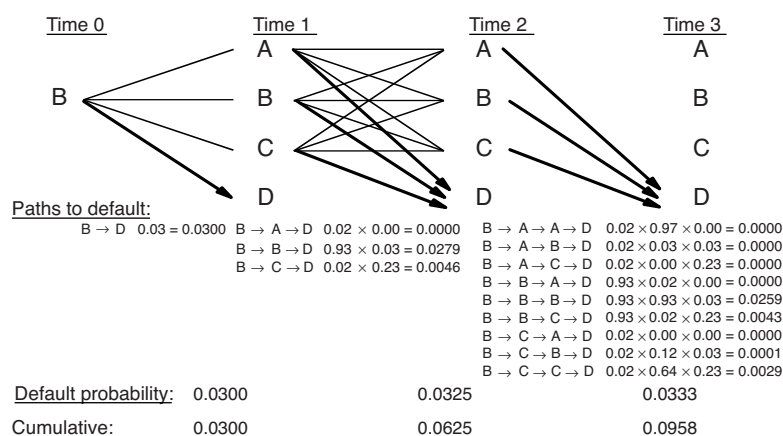 Time 0 Time 1 Time 2 Time 3
A A A
B B B B
C C C
D D D
Paths to default:
B → D 0.03 = 0.0300
B → A → D 0.02 × 0.00 = 0.0000
B → B → D 0.93 × 0.03 = 0.0279
B → C → D 0.02 × 0.23 = 0.0046
B → A → A → D 0.02 × 0.97 × 0.00 = 0.0000
B → A → B → D 0.02 × 0.03 × 0.03 = 0.0000
B → A → C → D 0.02 × 0.00 × 0.23 = 0.0000
B → B → A → D 0.93 × 0.02 × 0.00 = 0.0000
B → B → B → D 0.93 × 0.93 × 0.03 = 0.0259
B → B → C → D 0.93 × 0.02 × 0.23 = 0.0043
B → C → A → D 0.02 × 0.00 × 0.00 = 0.0000
B → C → B → D 0.02 × 0.12 × 0.03 = 0.0001
B → C → C → D 0.02 × 0.64 × 0.23 = 0.0029
Default probability: 0.0300 0.0325 0.0333
Cumulative: 0.0300 0.0625 0.0958